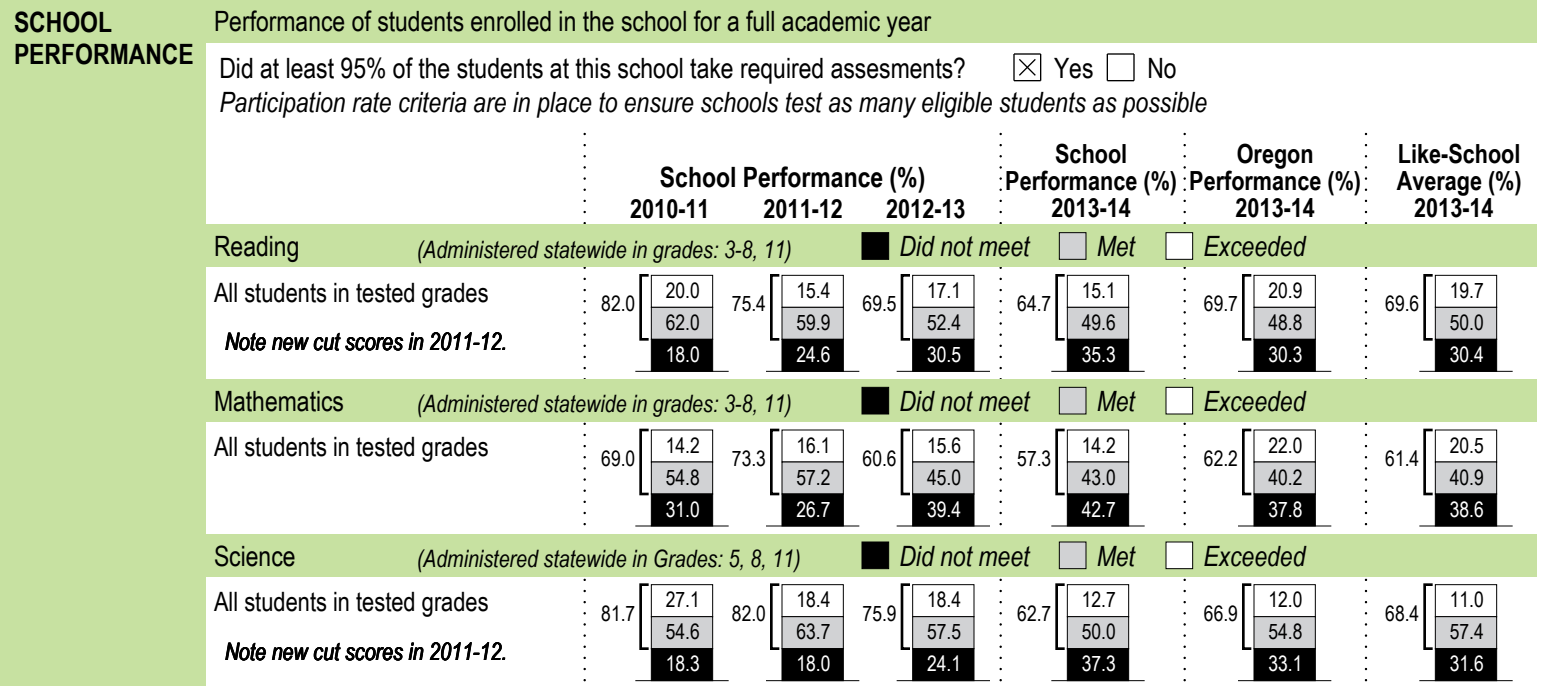 SCHOOL
PERFORMANCE
Performance of students enrolled in the school for a full academic year
Did at least 95% of the students at this school take required assesments? Yes No
Participation rate criteria are in place to ensure schools test as many eligible students as possible
School Performance (%)
2010-11 2011-12 2012-13
School
Performance (%)
2013-14
Oregon
Performance (%)
2013-14
Like-School
Average (%)
2013-14
Reading (Administered statewide in grades: 3-8, 11) Did not meet Met Exceeded
All students in tested grades
Note new cut scores in 2011-12.
82.0 20.0 62.0 18.0
75.4 15.4 59.9 24.6
69.5 17.1 52.4 30.5
64.7 15.1 49.6 35.3
69.7 20.9 48.8 30.3
69.6 19.7 50.0 30.4
Mathematics (Administered statewide in grades: 3-8, 11) Did not meet Met Exceeded
All students in tested grades
69.0 14.2 54.8 31.0
73.3 16.1 57.2 26.7
60.6 15.6 45.0 39.4
57.3 14.2 43.0 42.7
62.2 22.0 40.2 37.8
61.4 20.5 40.9 38.6
Science (Administered statewide in Grades: 5, 8, 11) Did not meet Met Exceeded
All students in tested grades
Note new cut scores in 2011-12.
81.7 27.1 54.6 18.3
82.0 18.4 63.7 18.0
75.9 18.4 57.5 24.1
62.7 12.7 50.0 37.3
66.9 12.0 54.8 33.1
68.4 11.0 57.4 31.6